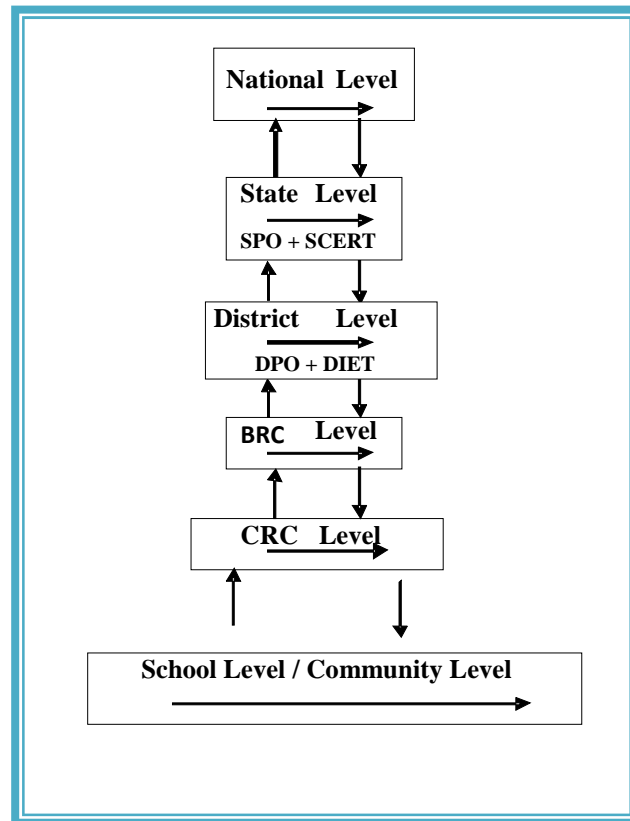 National Level
State Level
SPO + SCERT
District Level
DPO + DIET
BRC Level
CRC Level
School Level / Community Level